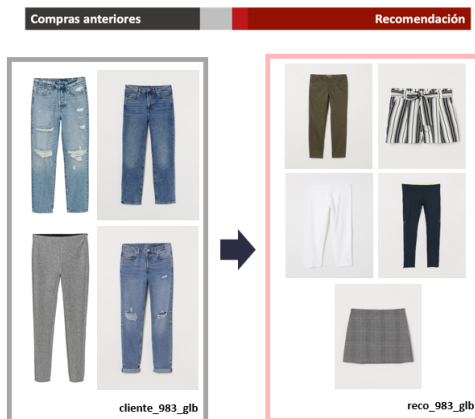 Compras anteriores
Recomendación
cliente_983_glb
reco_983_glb